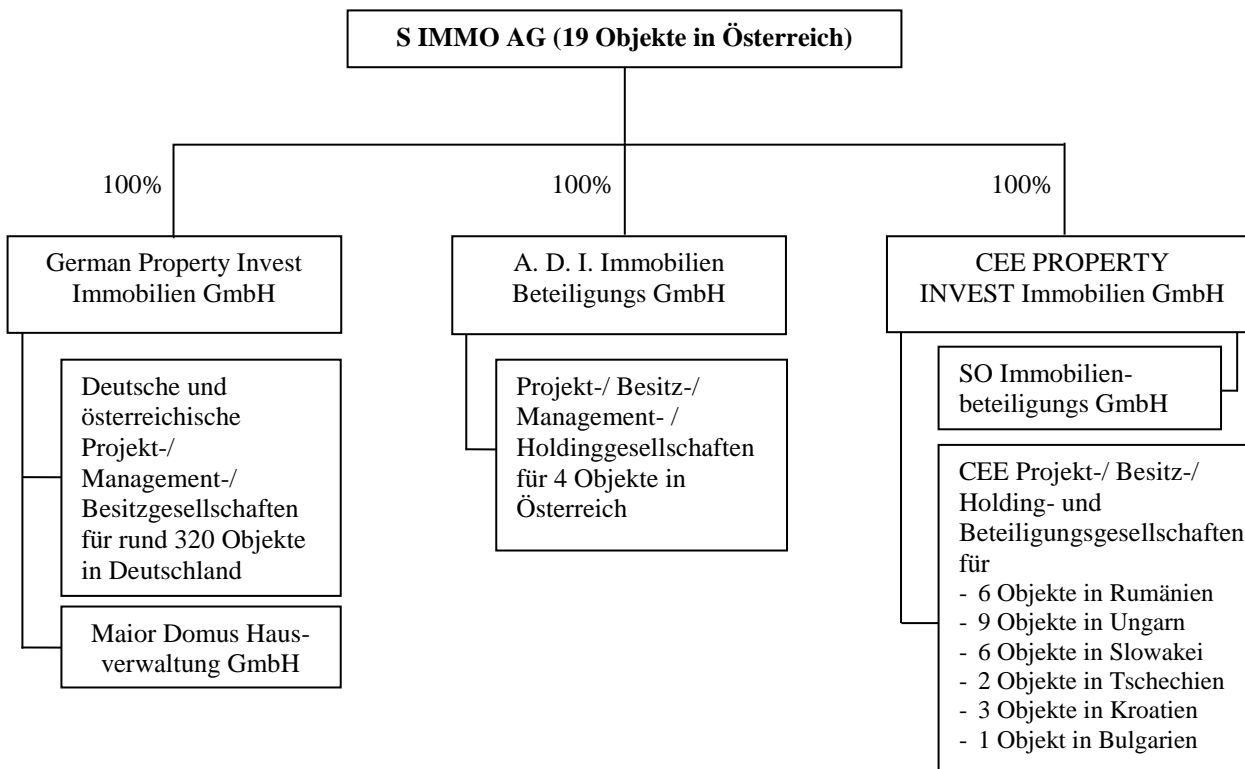 S IMMO AG (19 Objekte in Österreich)
100%
100%
100%
German Property Invest
Immobilien GmbH
A. D. I. Immobilien
Beteiligungs GmbH
CEE PROPERTY
INVEST Immobilien GmbH
Deutsche und
österreichische
Projekt-/
Management-/
Besitzgesellschaften
für rund 320 Objekte
in Deutschland
Maior Domus Haus-
verwaltung GmbH
Projekt-/ Besitz-/
Management- /
Holdinggesellschaften
für 4 Objekte in
Österreich
SO Immobilien-
beteiligungs GmbH
CEE Projekt-/ Besitz-/
Holding- und
Beteiligungsgesellschaften
für
- 6 Objekte in Rumänien
- 9 Objekte in Ungarn
- 6 Objekte in Slowakei
- 2 Objekte in Tschechien
- 3 Objekte in Kroatien
- 1 Objekt in Bulgarien